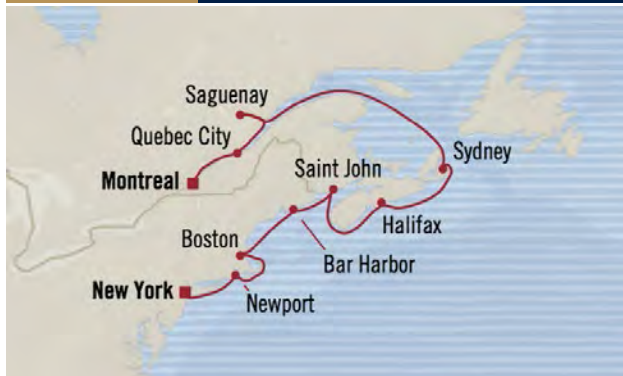 Saguenay
Quebec City
Montreal
Sydney
Saint John
Halifax
Bar Harbor
Boston
New York
Newport